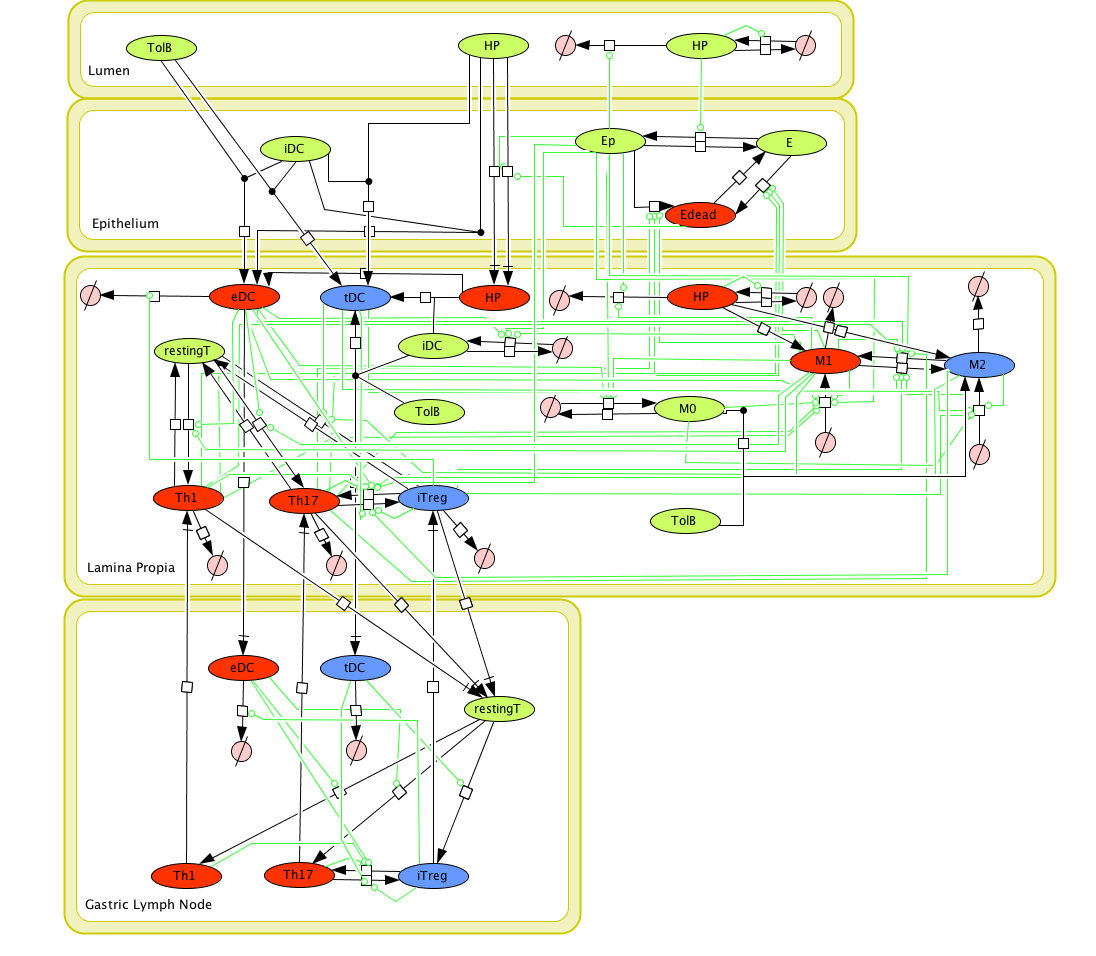 TolB
HP
HP
Lumen
iDC
Ep
E
Edead
Epithelium
eDC
tDC
HP
HP
restingT
iDC
M1
M2
TolB
M0
Th1
Th17
iTreg
TolB
Lamina Propia
eDC
tDC
restingT
Th1
Th17
iTreg
Gastric Lymph Node